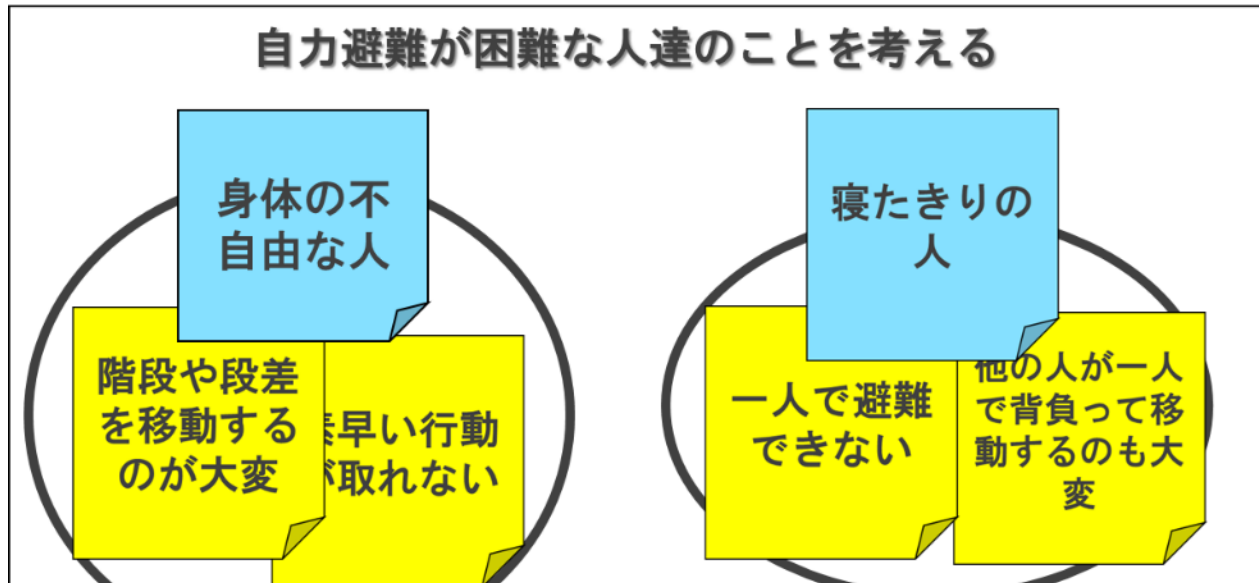 自力避難が困難な人達のことを考える
身体の不
自由な人
階段や段差
を移動する
のが大変
素早い行動
が取れない
寝たきりの
人
一人で避難
できない
他の人が一人
で背負って移
動するのも大
変